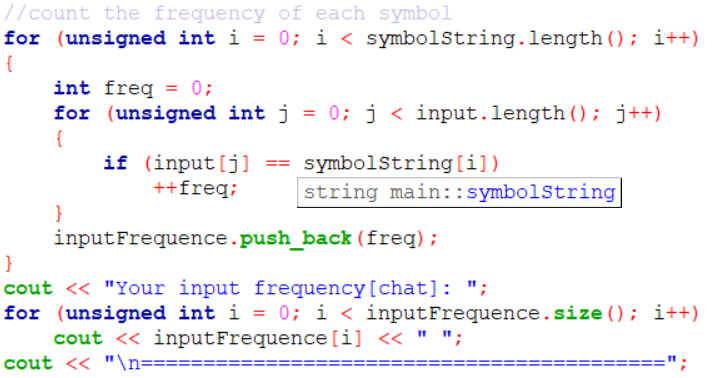 //count the frequency of each symbol
for (unsigned int i = 0; i < symbolString.length(); i++)
{
    int freq = 0;
    for (unsigned int j = 0; j < input.length(); j++)
    {
        if (input[j] == symbolString[i])
            ++freq;
string main::symbolString
    }
    inputFrequence.push_back(freq);
}
cout << "Your input frequency[chat]: ";
for (unsigned int i = 0; i < inputFrequence.size(); i++)
    cout << inputFrequence[i] << " ";
cout << "\n==========================================";